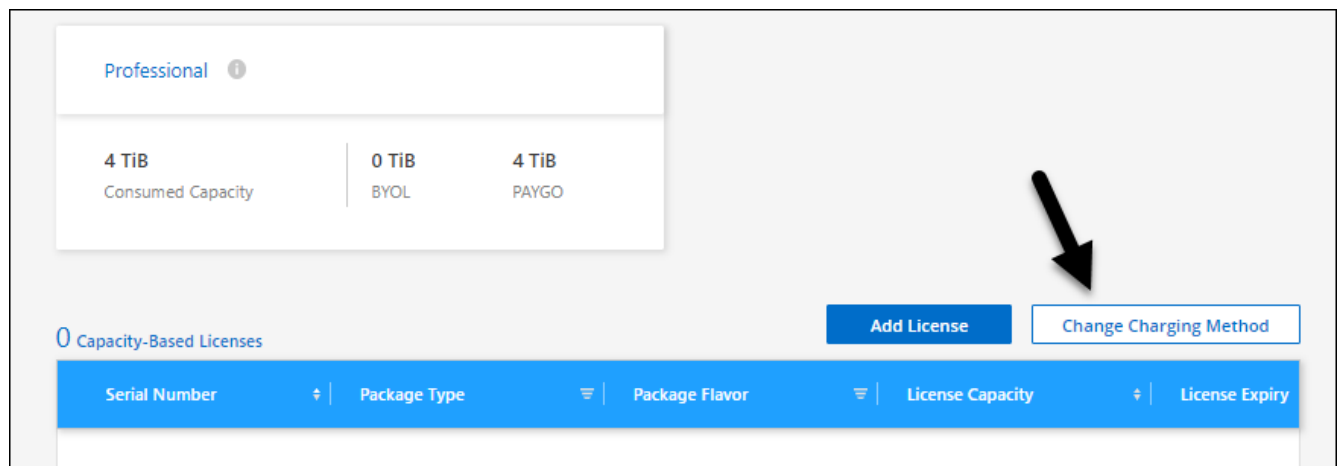 Professional
4 TiB 0 TiB 4 TiB
Consumed Capacity BYOL PAYGO
Add License Change Charging Method
0 Capacity-Based Licenses
Serial Number Package Type Package Flavor License Capacity License Expiry